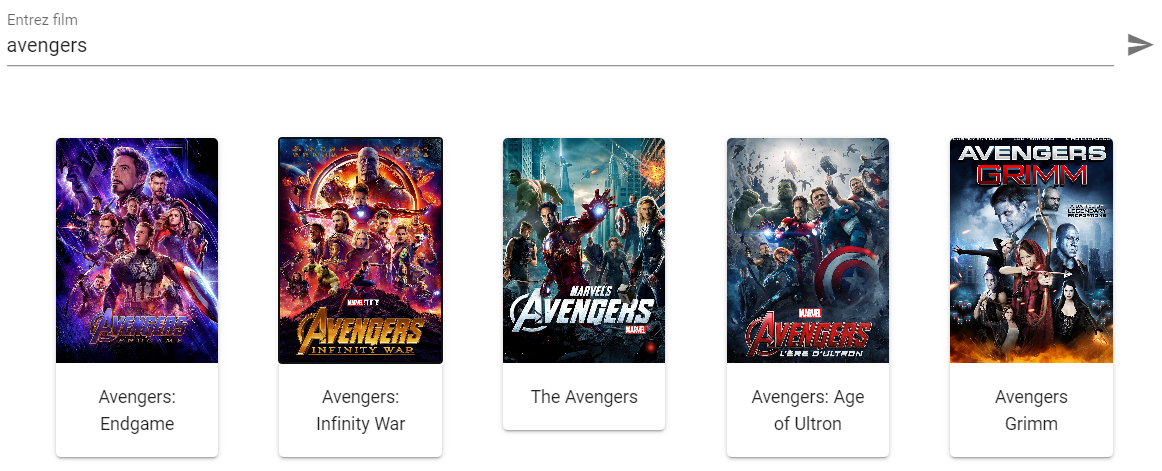 Entrez film
avengers
AVENGERS
GRIMM
MARVEL
AVENGERS
ENDGAME
AVENGERS
INFINITY WAR
MARVEL'S
AVENGERS
MARVEL
MARVEL
AVENGERS
L'ÈRE D'ULTRON
Avengers:
Endgame
Avengers:
Infinity War
The Avengers
Avengers: Age
of Ultron
Avengers
Grimm